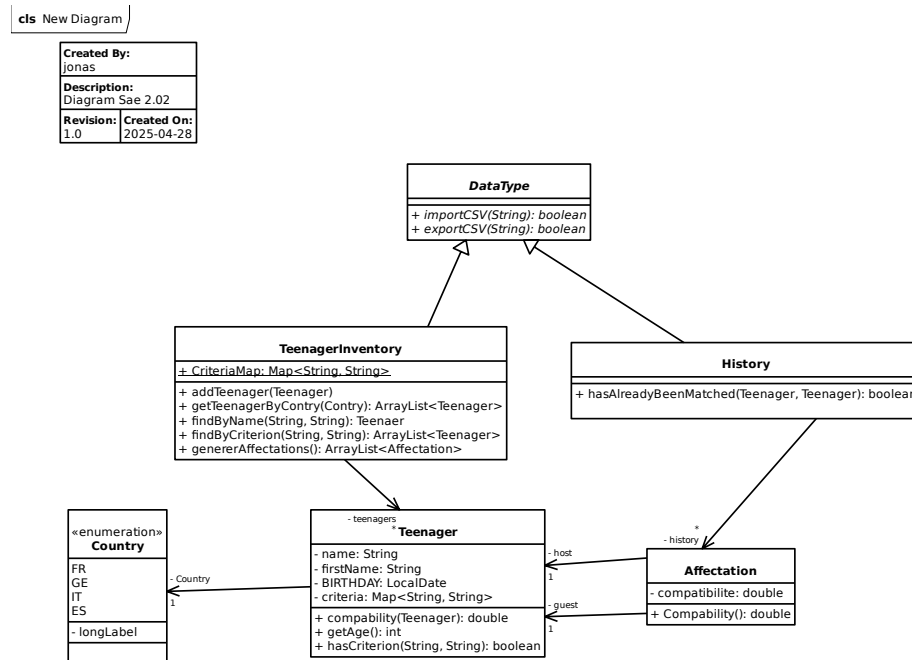 cls New Diagram
Created By:
jonas
Description:
Diagram Sae 2.02
Revision: Created On:
1.0 2025-04-28
DataType
+ importCSV(String): boolean
+ exportCSV(String): boolean
TeenagerInventory
+ CriteriaMap: Map<String, String>
+ addTeenager(Teenager)
+ getTeenagerByContry(Contry): ArrayList<Teenager>
+ findByName(String, String): Teenaer
+ findByCriterion(String, String): ArrayList<Teenager>
+ genererAffectations(): ArrayList<Affectation>
History
+ hasAlreadyBeenMatched(Teenager, Teenager): boolean
- teenagers
*
*
- history
«enumeration»
Country
FR
GE
IT
ES
- longLabel
- Country
1
Teenager
- name: String
- firstName: String
- BIRTHDAY: LocalDate
- criteria: Map<String, String>
+ compability(Teenager): double
+ getAge(): int
+ hasCriterion(String, String): boolean
- host
1
- guest
1
Affectation
- compatibilite: double
+ Compability(): double